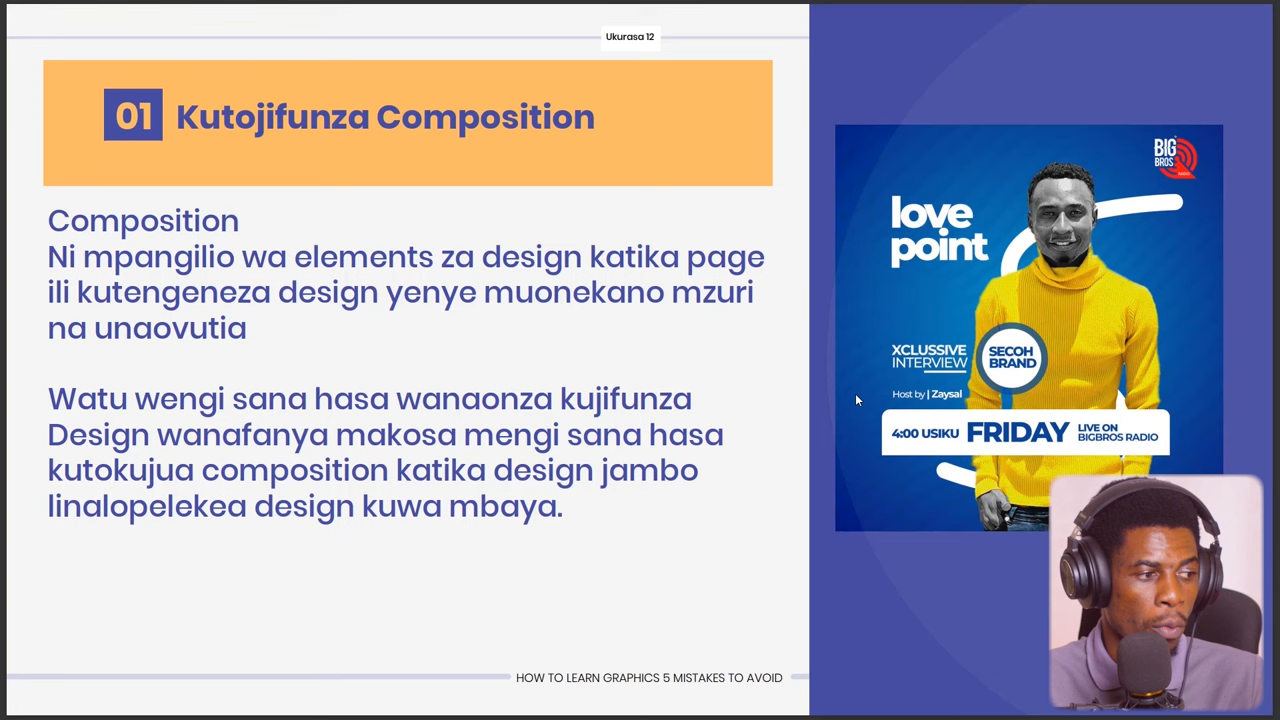 Ukurasa 12
01 Kutojifunza Composition
Composition
Ni mpangilio wa elements za design katika page
ili kutengeneza design yenye muonekano mzuri
na unaovutia
Watu wengi sana hasa wanaonza kujifunza
Design wanafanya makosa mengi sana hasa
kutokujua composition katika design jambo
linalopelekea design kuwa mbaya.
HOW TO LEARN GRAPHICS 5 MISTAKES TO AVOID
BIG
BROS
RADIO
love
point
XCLUSSIVE
INTERVIEW
SECOH
BRAND
Host by | Zaysal
4:00 USIKU FRIDAY LIVE ON
BIGBROS RADIO